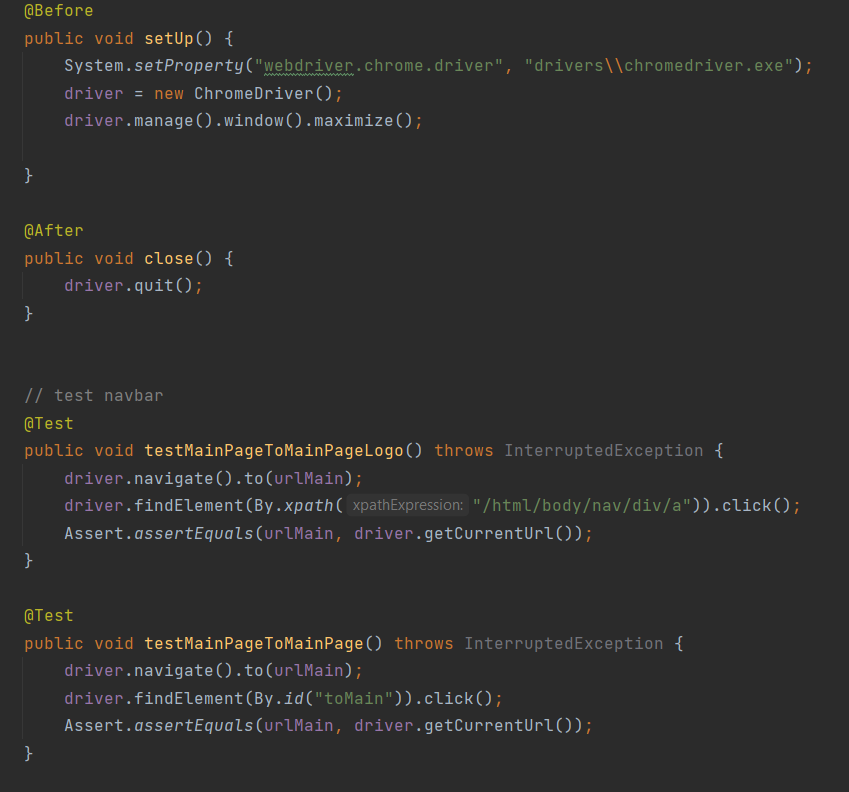 @Before
public void setUp() {
System.setProperty("webdriver.chrome.driver", "drivers\\chromedriver.exe");
driver = new ChromeDriver();
driver.manage().window().maximize();
}
@After
public void close() {
driver.quit();
}
// test navbar
@Test
public void testMainPageToMainPageLogo() throws InterruptedException {
driver.navigate().to(urlMain);
driver.findElement(By.xpath( xpathExpression: "/html/body/nav/div/a")).click();
Assert.assertEquals(urlMain, driver.getCurrentUrl());
}
@Test
public void testMainPageToMainPage() throws InterruptedException {
driver.navigate().to(urlMain);
driver.findElement(By.id("toMain")).click();
Assert.assertEquals(urlMain, driver.getCurrentUrl());
}